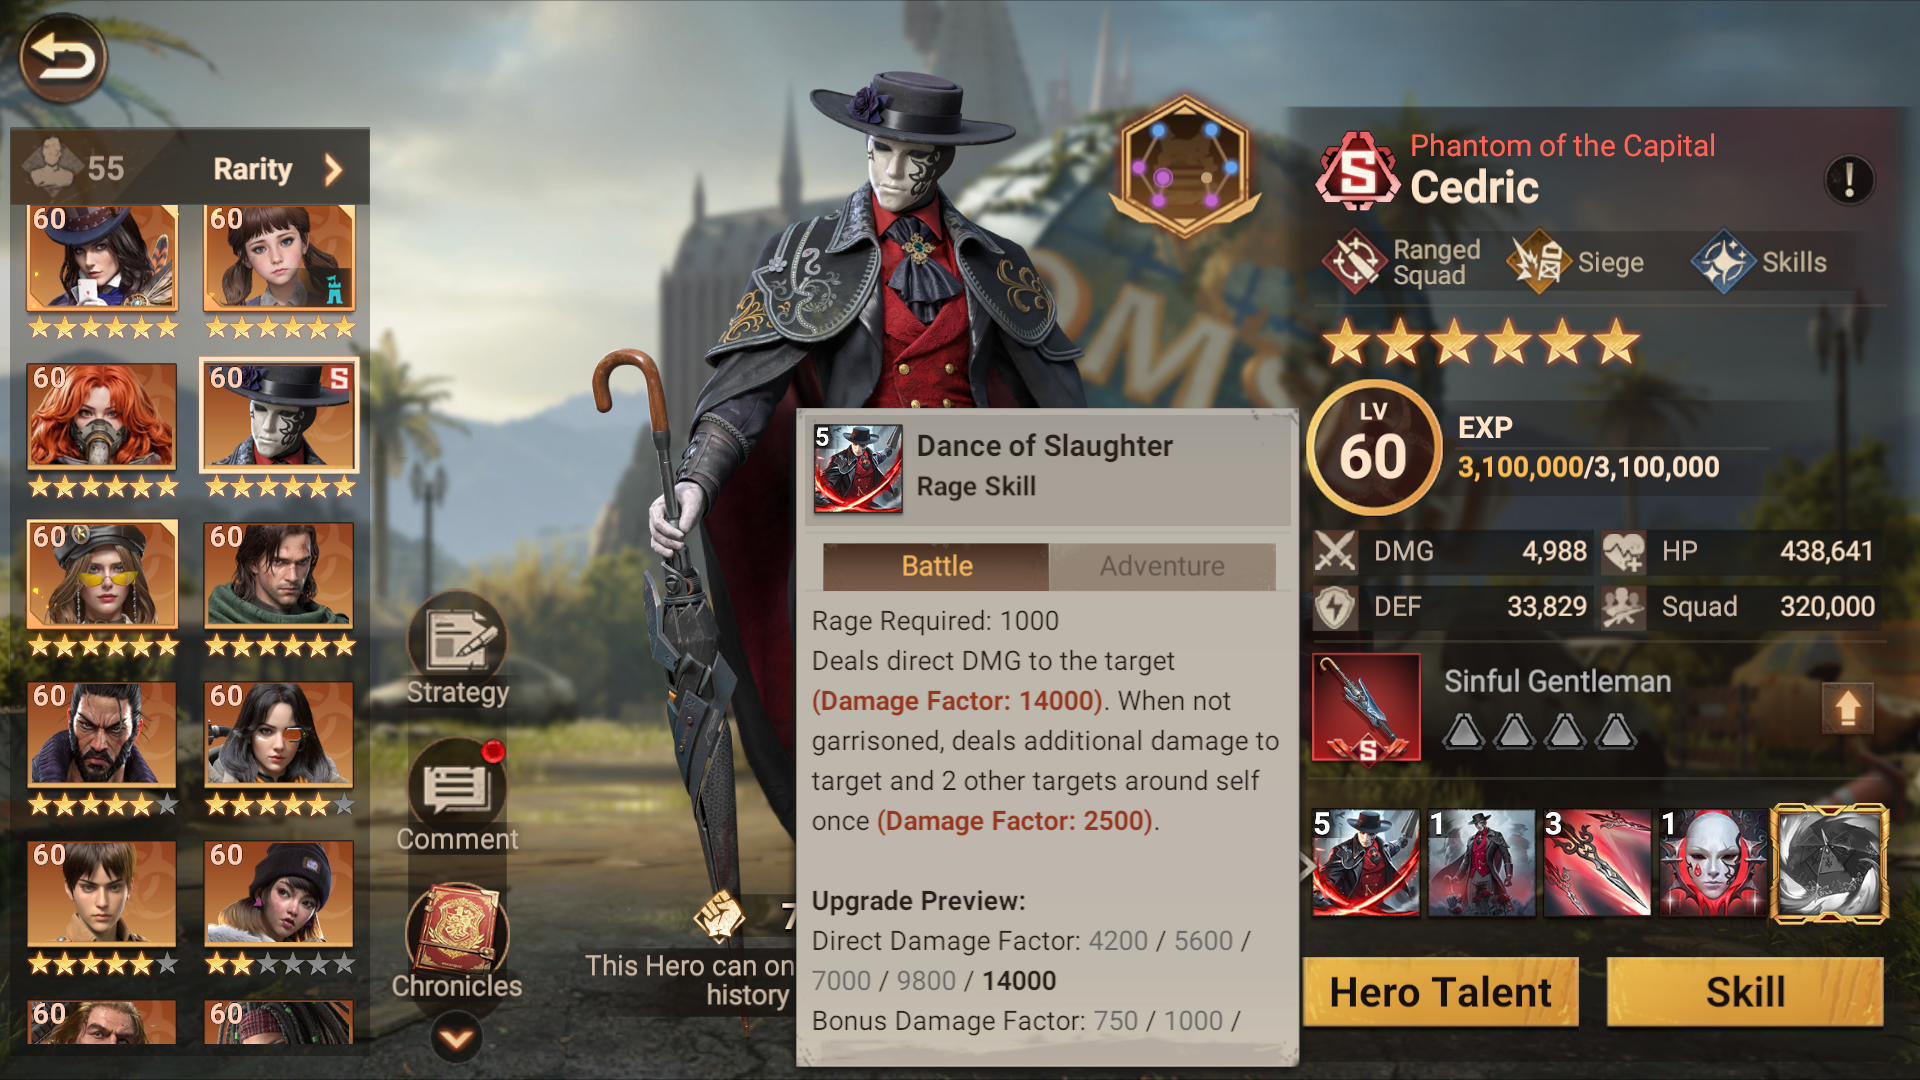 55
Rarity
60
60
60
60
S
60
60
60
60
60
60
60
60
Strategy
Comment
Chronicles
7
This Hero can on
history
5
Dance of Slaughter
Rage Skill
Battle
Adventure
Rage Required: 1000
Deals direct DMG to the target
(Damage Factor: 14000). When not
garrisoned, deals additional damage to
target and 2 other targets around self
once (Damage Factor: 2500).
Upgrade Preview:
Direct Damage Factor: 4200 / 5600 /
7000 / 9800 / 14000
Bonus Damage Factor: 750 / 1000 /
S
Phantom of the Capital
Cedric
!
Ranged
Squad
Siege
Skills
LV
60
EXP
3,100,000/3,100,000
DMG
4,988
HP
438,641
DEF
33,829
Squad
320,000
S
Sinful Gentleman
5
1
3
1
Hero Talent
Skill